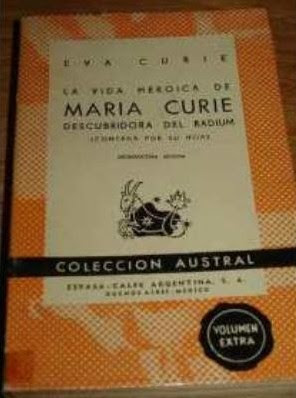 EVA CURIE
LA VIDA HEROICA DE
MARIA CURIE
DESCUBRIDORA DEL RADIUM
(CONTADA POR SU HIJA)
EDICION
COLECCION AUSTRAL
ESPASA-CALPE ARGENTINA, S. A.
BUENOS AIRES-MEXICO
VOLUMEN
EXTRA